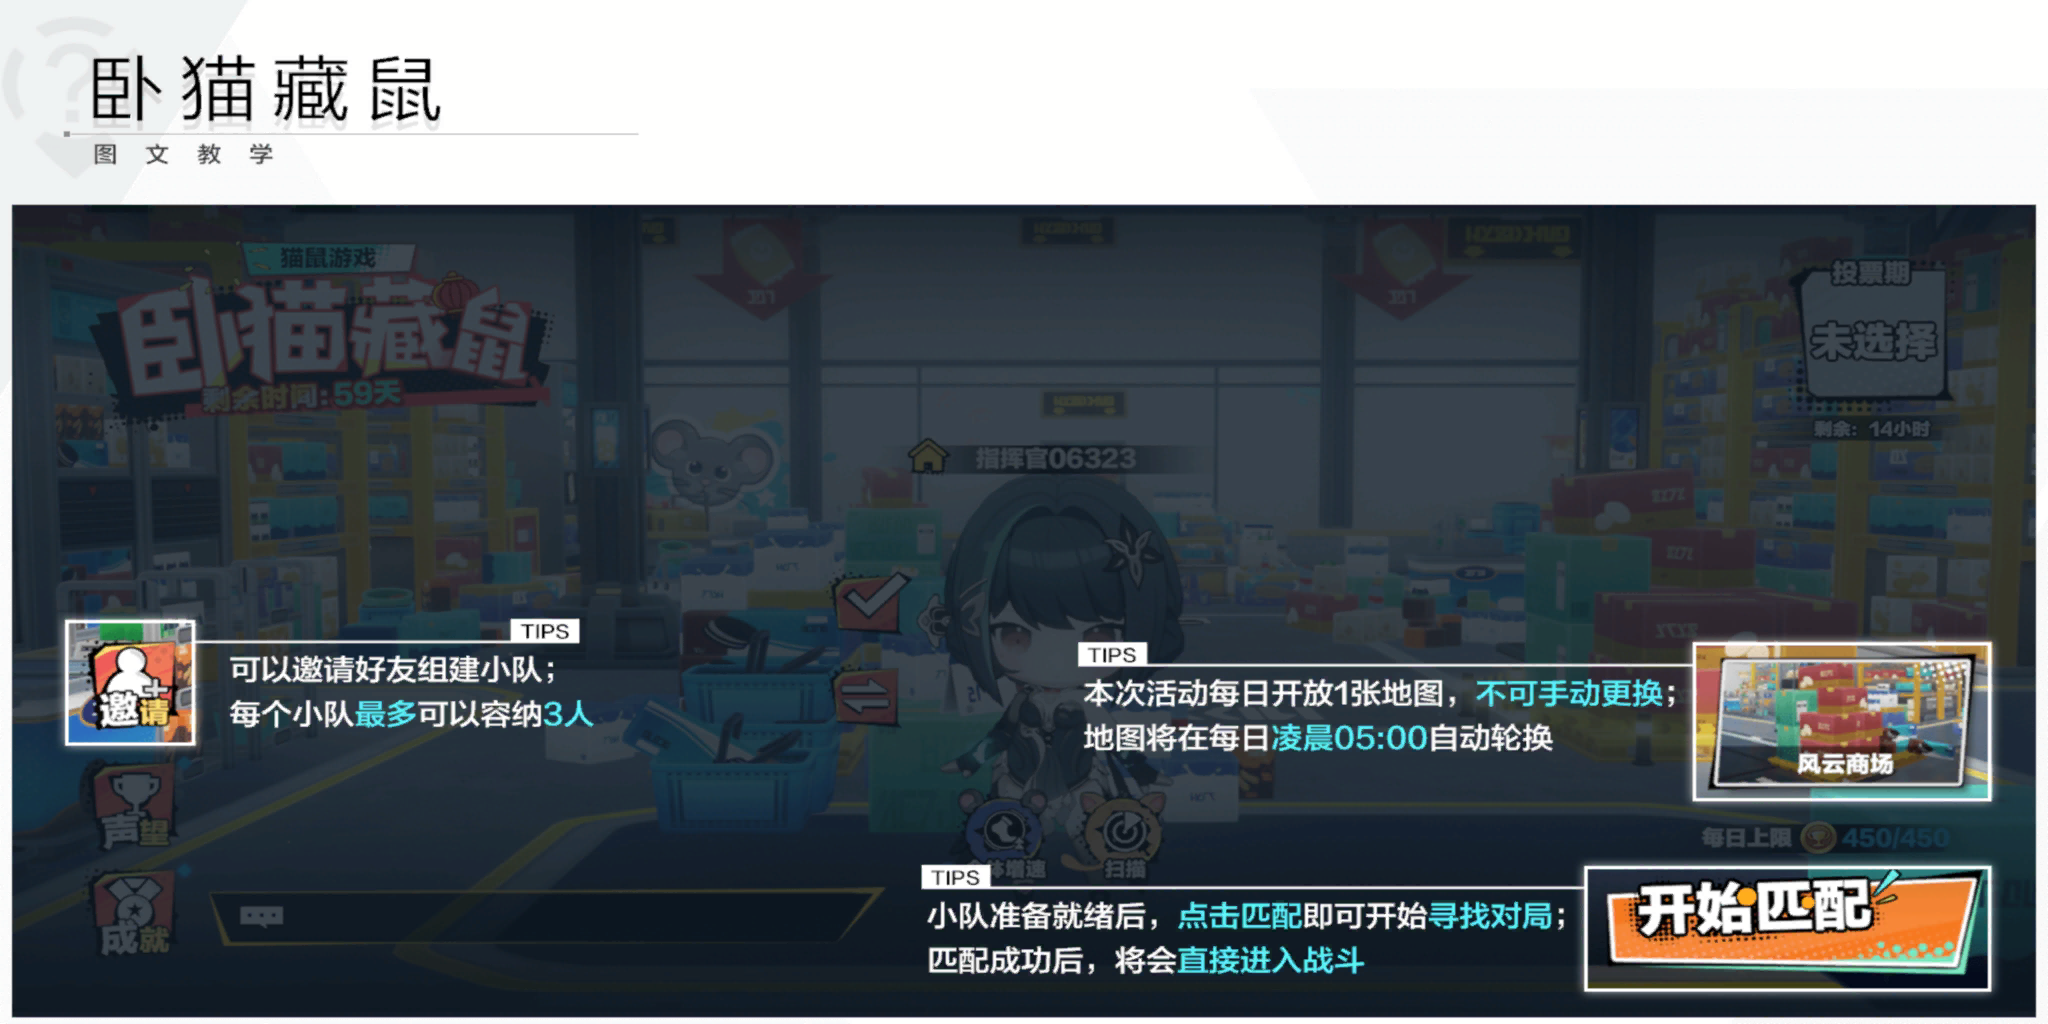 卧猫藏鼠
图文教学
猫鼠游戏
卧猫藏鼠
剩余时间:59天
投票期
未选择
剩余: 14小时
指挥官06323
TIPS
可以邀请好友组建小队；
每个小队最多可以容纳3人
邀请
TIPS
本次活动每日开放1张地图，不可手动更换；
地图将在每日凌晨05:00自动轮换
风云商场
声望
每日上限 450/450
体增速
扫描
成就
TIPS
小队准备就绪后，点击匹配即可开始寻找对局；
匹配成功后，将会直接进入战斗
开始匹配